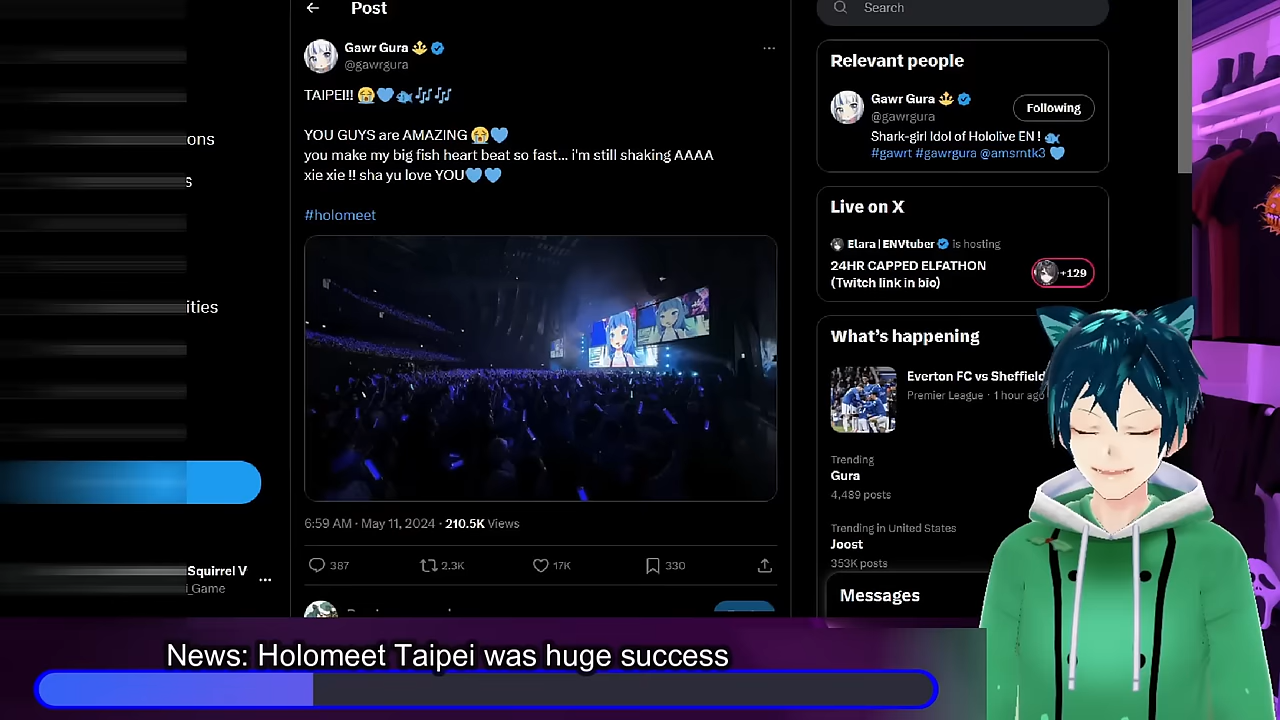 Post
Search
Gawr Gura
@gawrgura
TAIPEI!!
YOU GUYS are AMAZING
you make my big fish heart beat so fast... i'm still shaking AAAA
xie xie !! sha yu love YOU
#holomeet
6:59 AM · May 11, 2024 · 210.5K Views
387
2.3K
17K
330
ons
s
ities
Squirrel V
i_Game
Relevant people
Gawr Gura
@gawrgura
Following
Shark-girl Idol of Hololive EN !
#gawrt #gawrgura @amsrntk3
Live on X
Elara | ENVtuber is hosting
24HR CAPPED ELFATHON
(Twitch link in bio)
+129
What's happening
Everton FC vs Sheffield
Premier League · 1 hour ago
Trending
Gura
4,489 posts
Trending in United States
Joost
353K posts
Messages
News: Holomeet Taipei was huge success